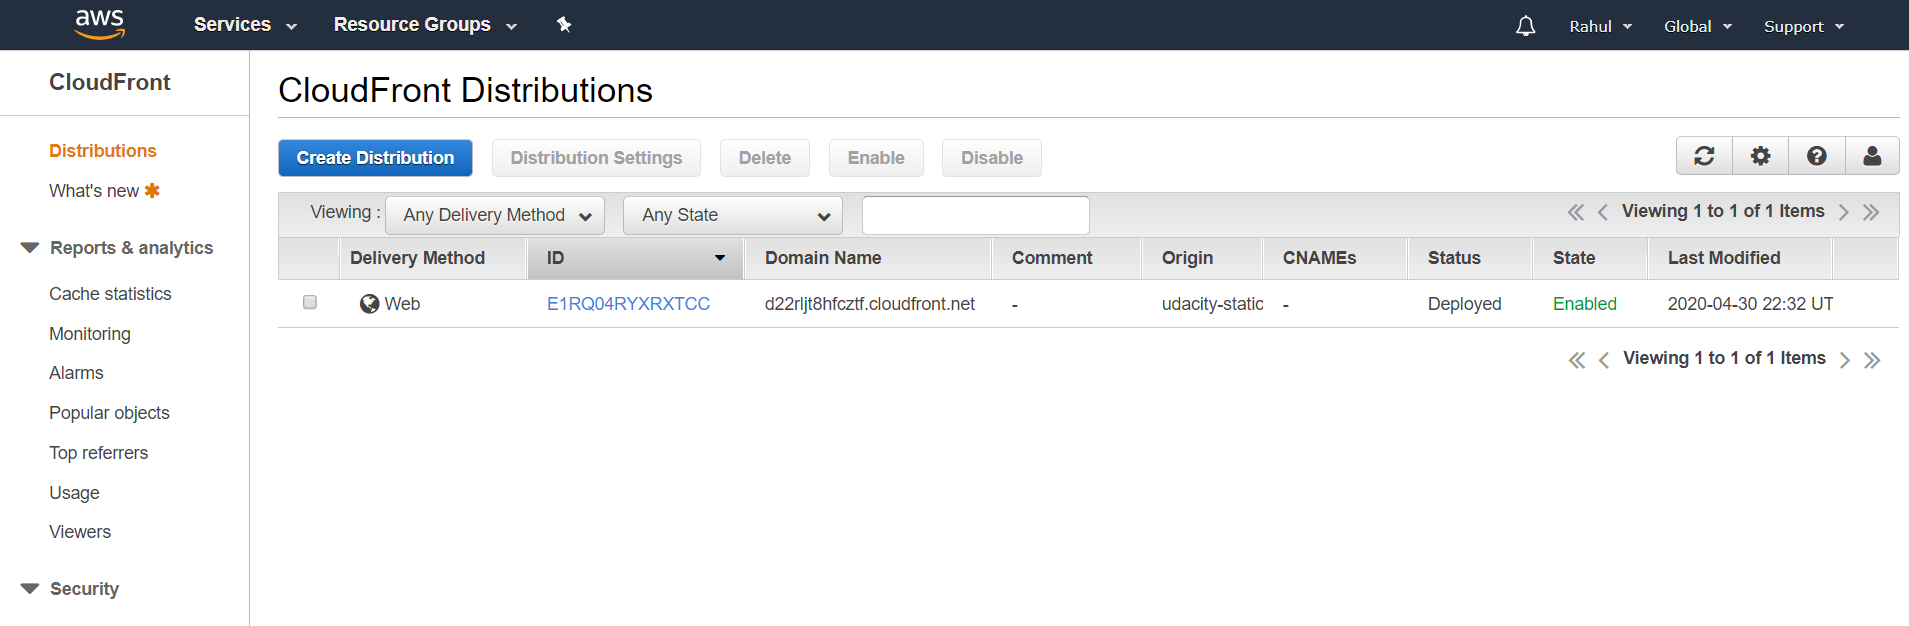 aws Services Resource Groups Rahul Global Support
CloudFront
Distributions
What's new
Reports & analytics
Cache statistics
Monitoring
Alarms
Popular objects
Top referrers
Usage
Viewers
Security
CloudFront Distributions
Create Distribution Distribution Settings Delete Enable Disable
Viewing : Any Delivery Method Any State Viewing 1 to 1 of 1 Items
Delivery Method ID Domain Name Comment Origin CNAMEs Status State Last Modified
Web E1RQ04RYXRXTCC d22rljt8hfcztf.cloudfront.net - udacity-static - Deployed Enabled 2020-04-30 22:32 UT
Viewing 1 to 1 of 1 Items